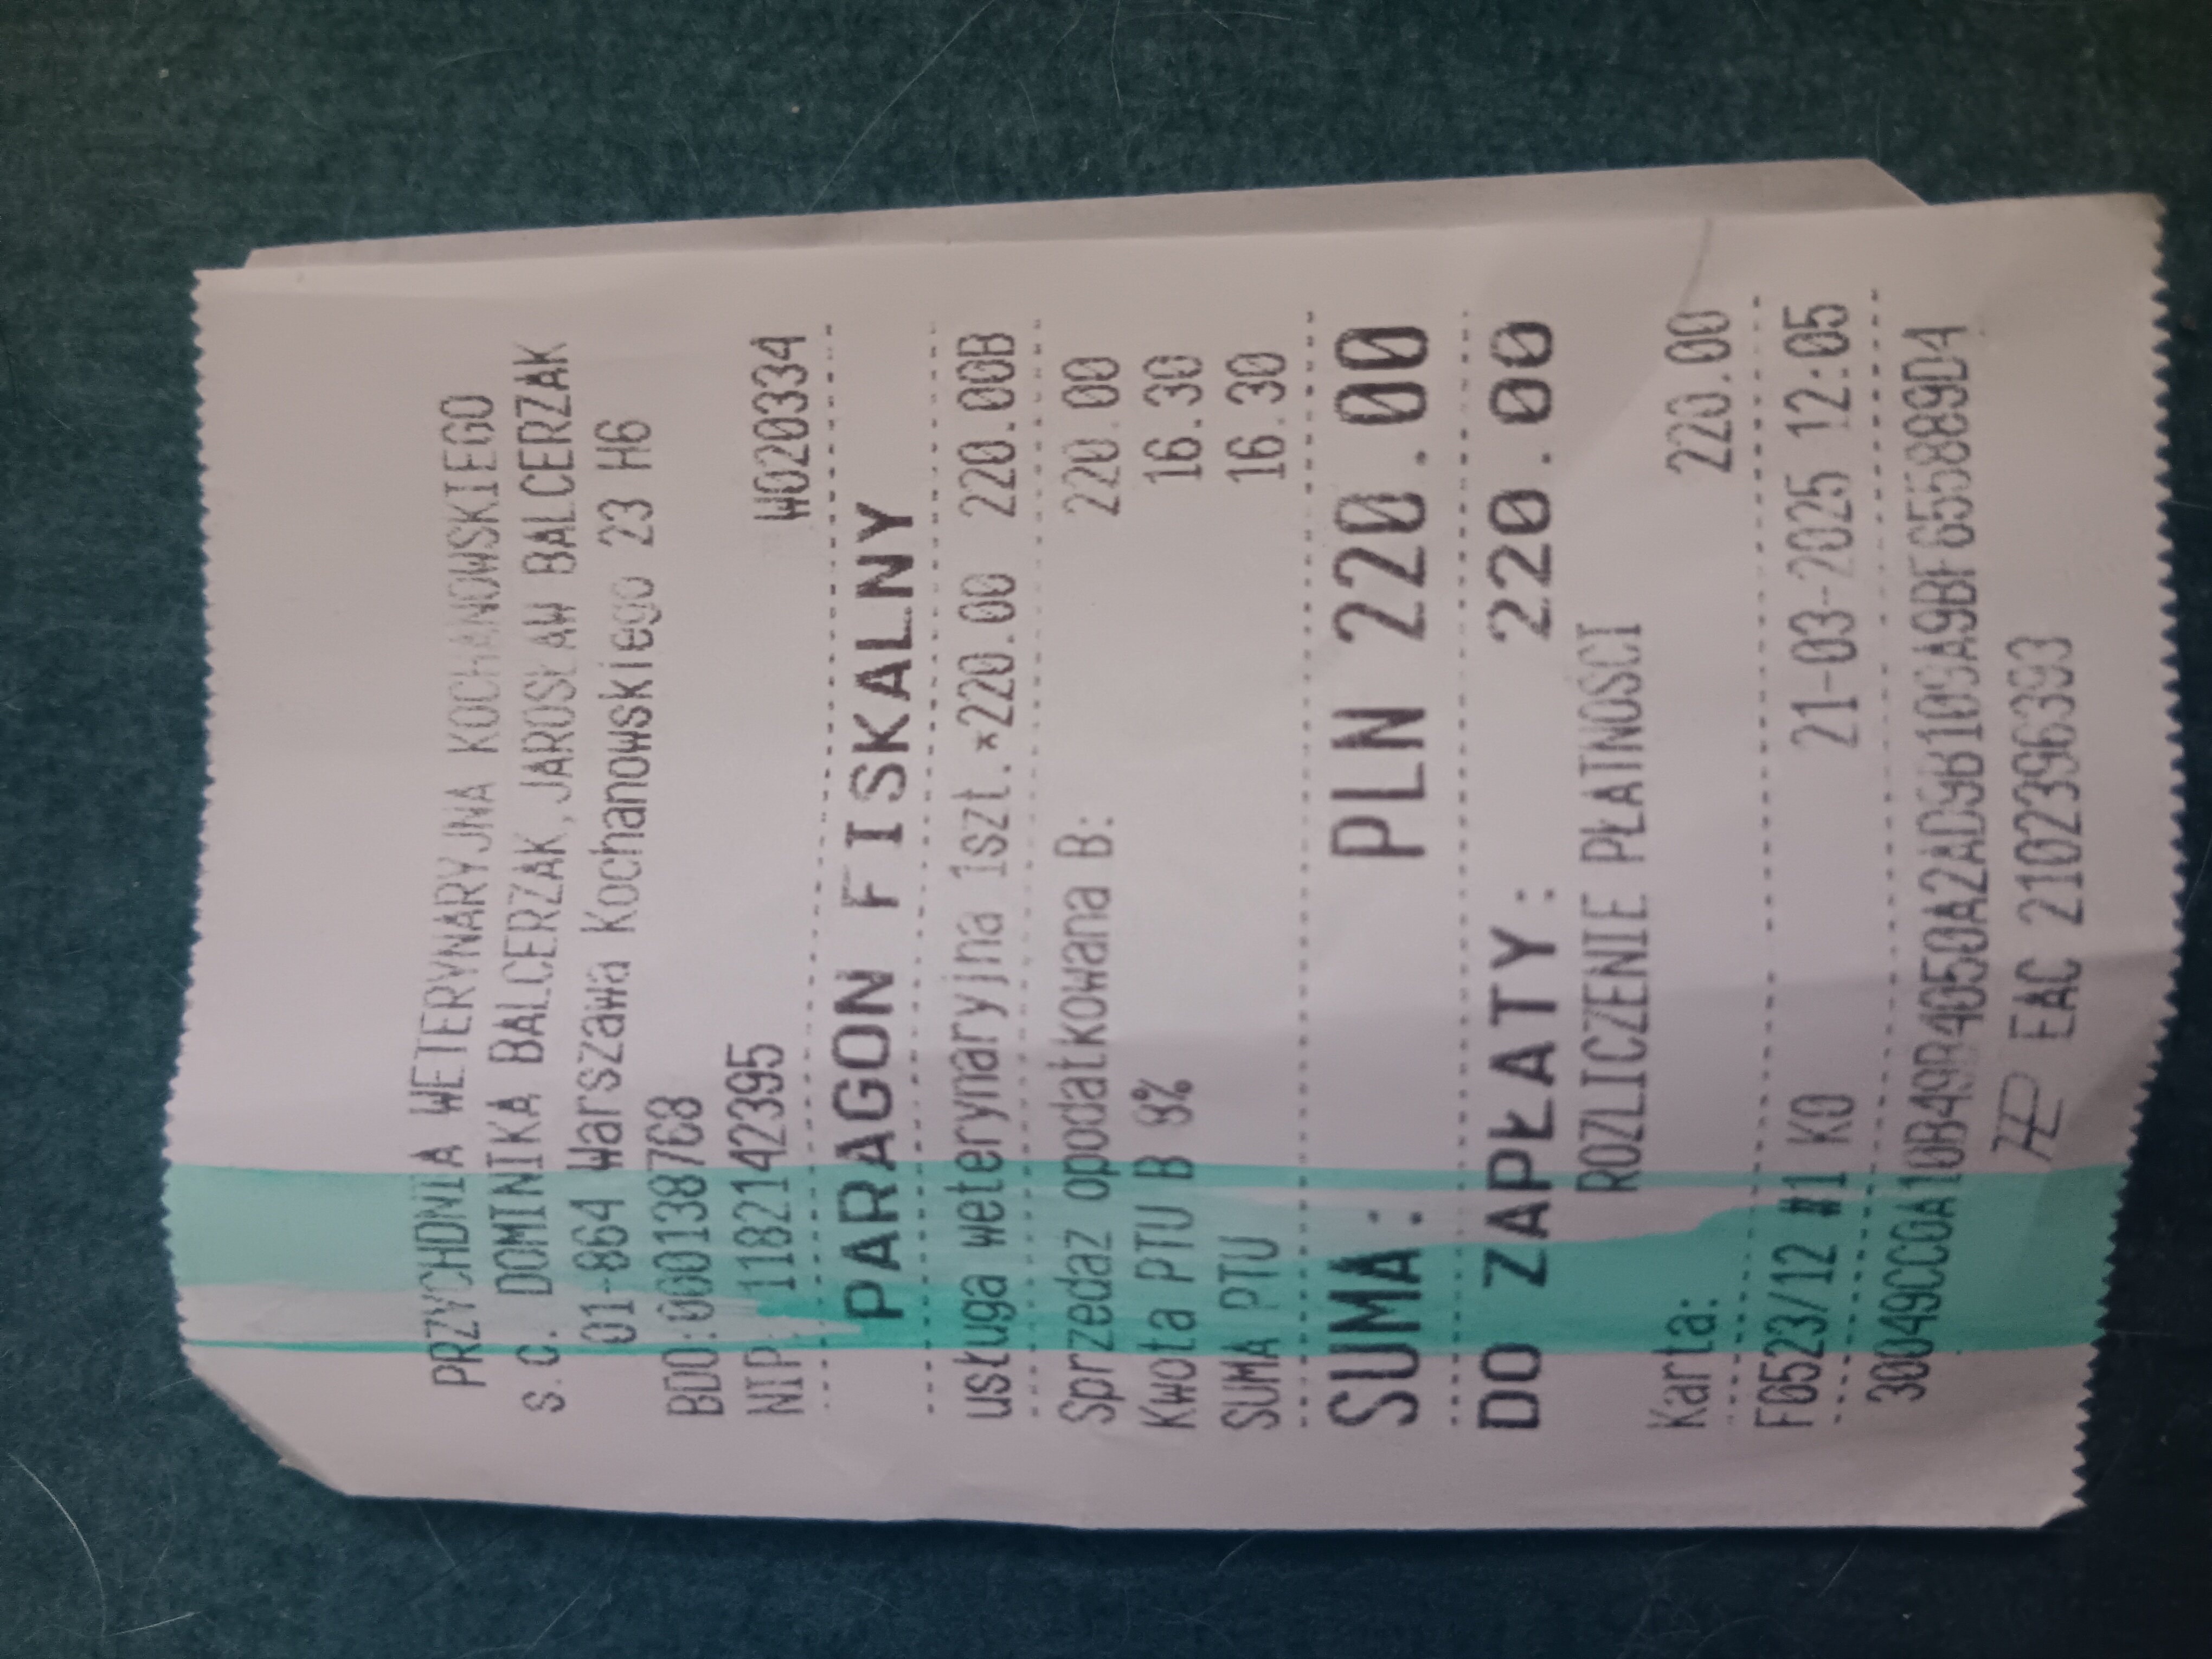 PRZYCHODNIA WETERYNARYJNA KOCHANOWSKIEGO
s.c. DOMINIKA BALCERZAK,JAROSŁAW BALCERZAK
01-864 Warszawa Kochanowskiego 23 H6
BDO:000138768
NIP 1182142395 W020334
PARAGON FISKALNY
usługa weterynaryjna 1szt.*220.00 220.00B
Sprzedaz opodatkowana B: 220.00
Kwota PTU B 8% 16.30
SUMA PTU 16.30
SUMA: PLN 220.00
DO ZAPŁATY: 220.00
ROZLICZENIE PŁATNOSCI
Karta: 220.00
F0523/12 #1 K0 21-03-2025 12:05
EAC 2102396393